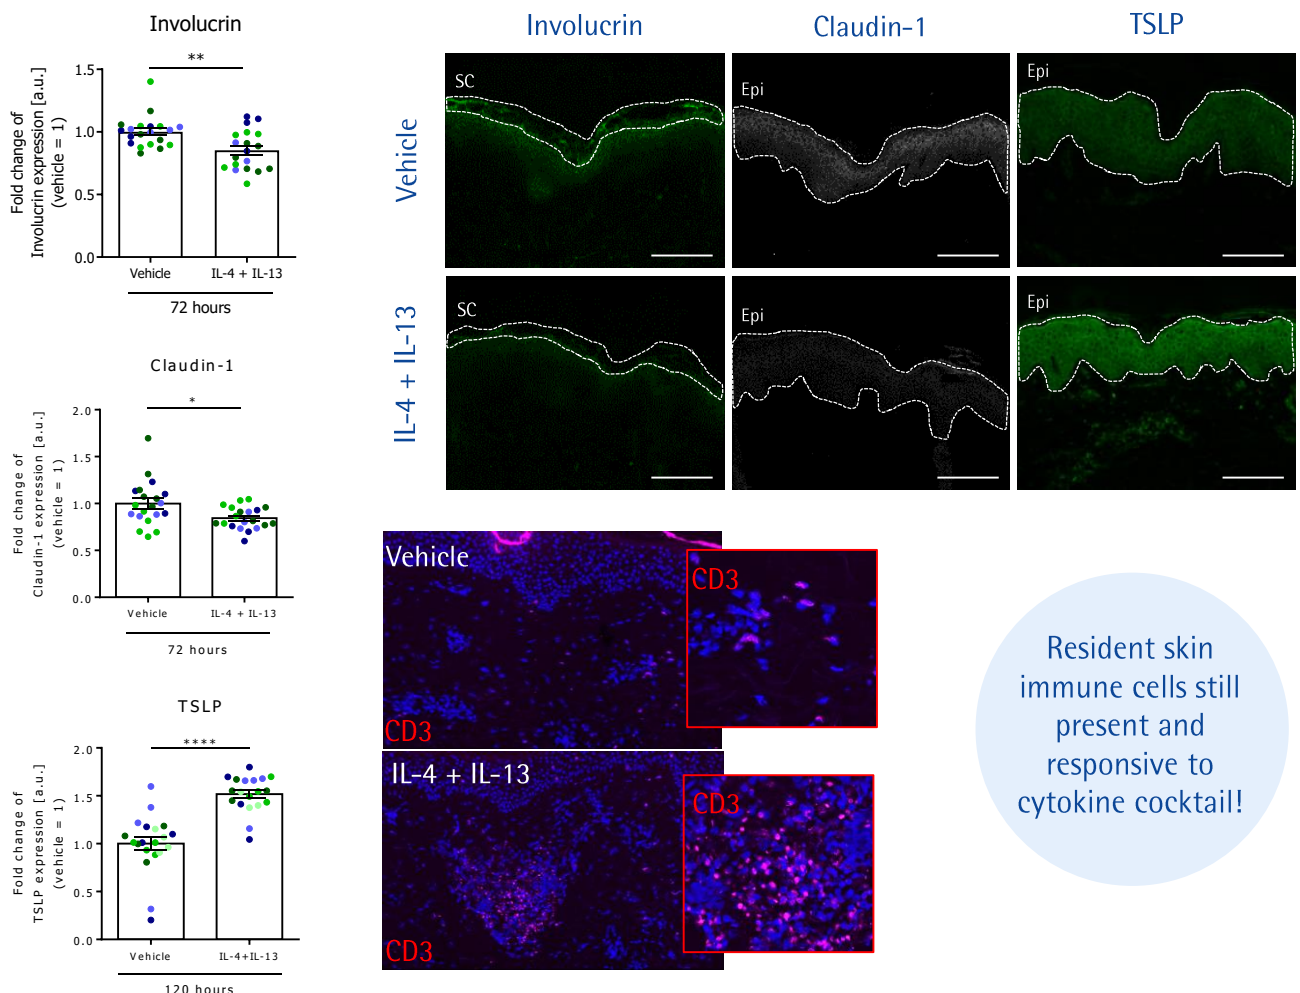 Involucrin
**
Fold change of
Involucrin expression [a.u.]
(vehicle = 1)
1.5
1.0
0.5
0.0
Vehicle
IL-4 + IL-13
72 hours
Claudin-1
*
Fold change of
Claudin-1 expression [a.u.]
(vehicle = 1)
2.0
1.5
1.0
0.5
0.0
Vehicle
IL-4 + IL-13
72 hours
TSLP
****
Fold change of
TSLP expression [a.u.]
(vehicle = 1)
2.0
1.5
1.0
0.5
0.0
Vehicle
IL-4+IL-13
120 hours
Involucrin
Claudin-1
TSLP
Vehicle
SC
Epi
Epi
IL-4 + IL-13
SC
Epi
Epi
Vehicle
CD3
CD3
IL-4 + IL-13
CD3
CD3
Resident skin
immune cells still
present and
responsive to
cytokine cocktail!